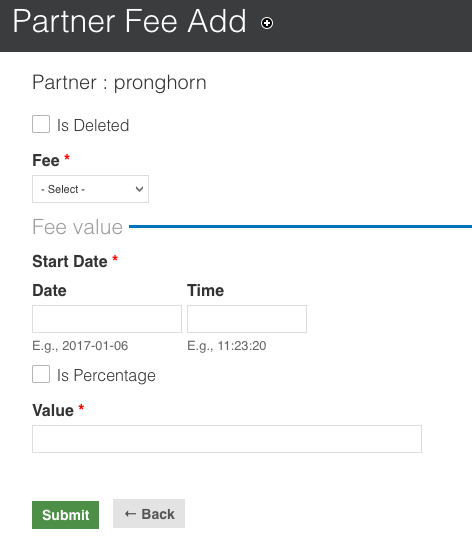 Partner Fee Add
Partner : pronghorn
Is Deleted
Fee *
- Select -
Fee value
Start Date *
Date Time
E.g., 2017-01-06 E.g., 11:23:20
Is Percentage
Value *
Submit ← Back